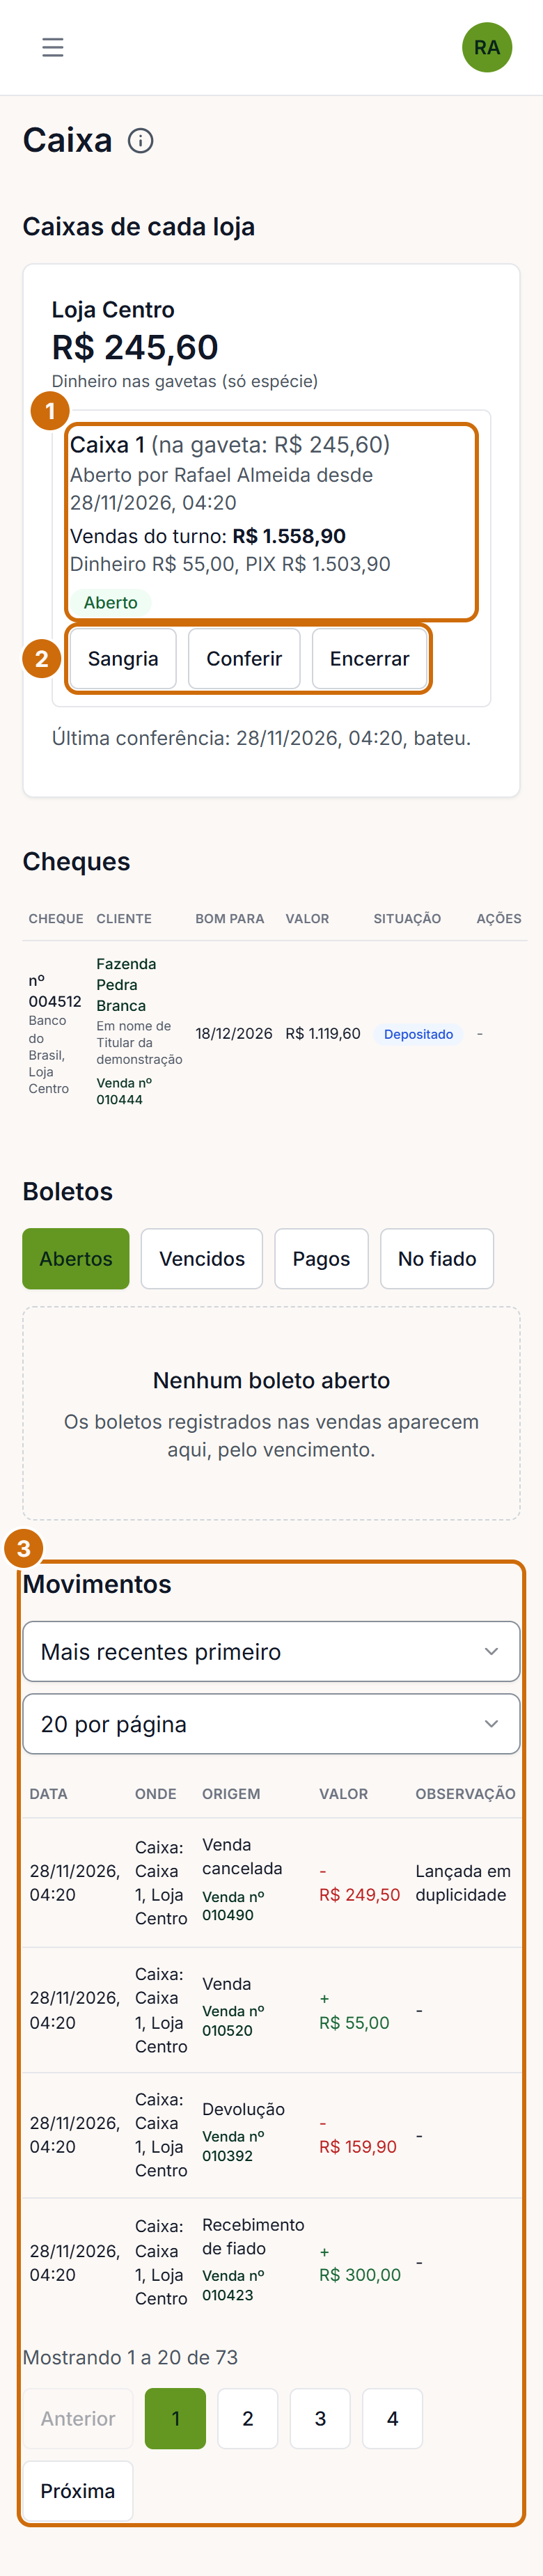 RA
Caixa
Caixas de cada loja
Loja Centro
R$ 245,60
Dinheiro nas gavetas (só espécie)
1
Caixa 1 (na gaveta: R$ 245,60)
Aberto por Rafael Almeida desde
28/11/2026, 04:20
Vendas do turno: R$ 1.558,90
Dinheiro R$ 55,00, PIX R$ 1.503,90
Aberto
2
Sangria Conferir Encerrar
Última conferência: 28/11/2026, 04:20, bateu.
Cheques
CHEQUE CLIENTE BOM PARA VALOR SITUAÇÃO AÇÕES
nº
004512
Banco
do
Brasil,
Loja
Centro
Fazenda
Pedra
Branca
Em nome de
Titular da
demonstração
Venda nº
010444
18/12/2026
R$ 1.119,60
Depositado
-
Boletos
Abertos Vencidos Pagos No fiado
Nenhum boleto aberto
Os boletos registrados nas vendas aparecem
aqui, pelo vencimento.
3
Movimentos
Mais recentes primeiro
20 por página
DATA ONDE ORIGEM VALOR OBSERVAÇÃO
28/11/2026,
04:20
Caixa:
Caixa
1, Loja
Centro
Venda
cancelada
Venda nº
010490
-
R$ 249,50
Lançada em
duplicidade
28/11/2026,
04:20
Caixa:
Caixa
1, Loja
Centro
Venda
Venda nº
010520
+
R$ 55,00
-
28/11/2026,
04:20
Caixa:
Caixa
1, Loja
Centro
Devolução
Venda nº
010392
-
R$ 159,90
-
28/11/2026,
04:20
Caixa:
Caixa
1, Loja
Centro
Recebimento
de fiado
Venda nº
010423
+
R$ 300,00
-
Mostrando 1 a 20 de 73
Anterior 1 2 3 4
Próxima